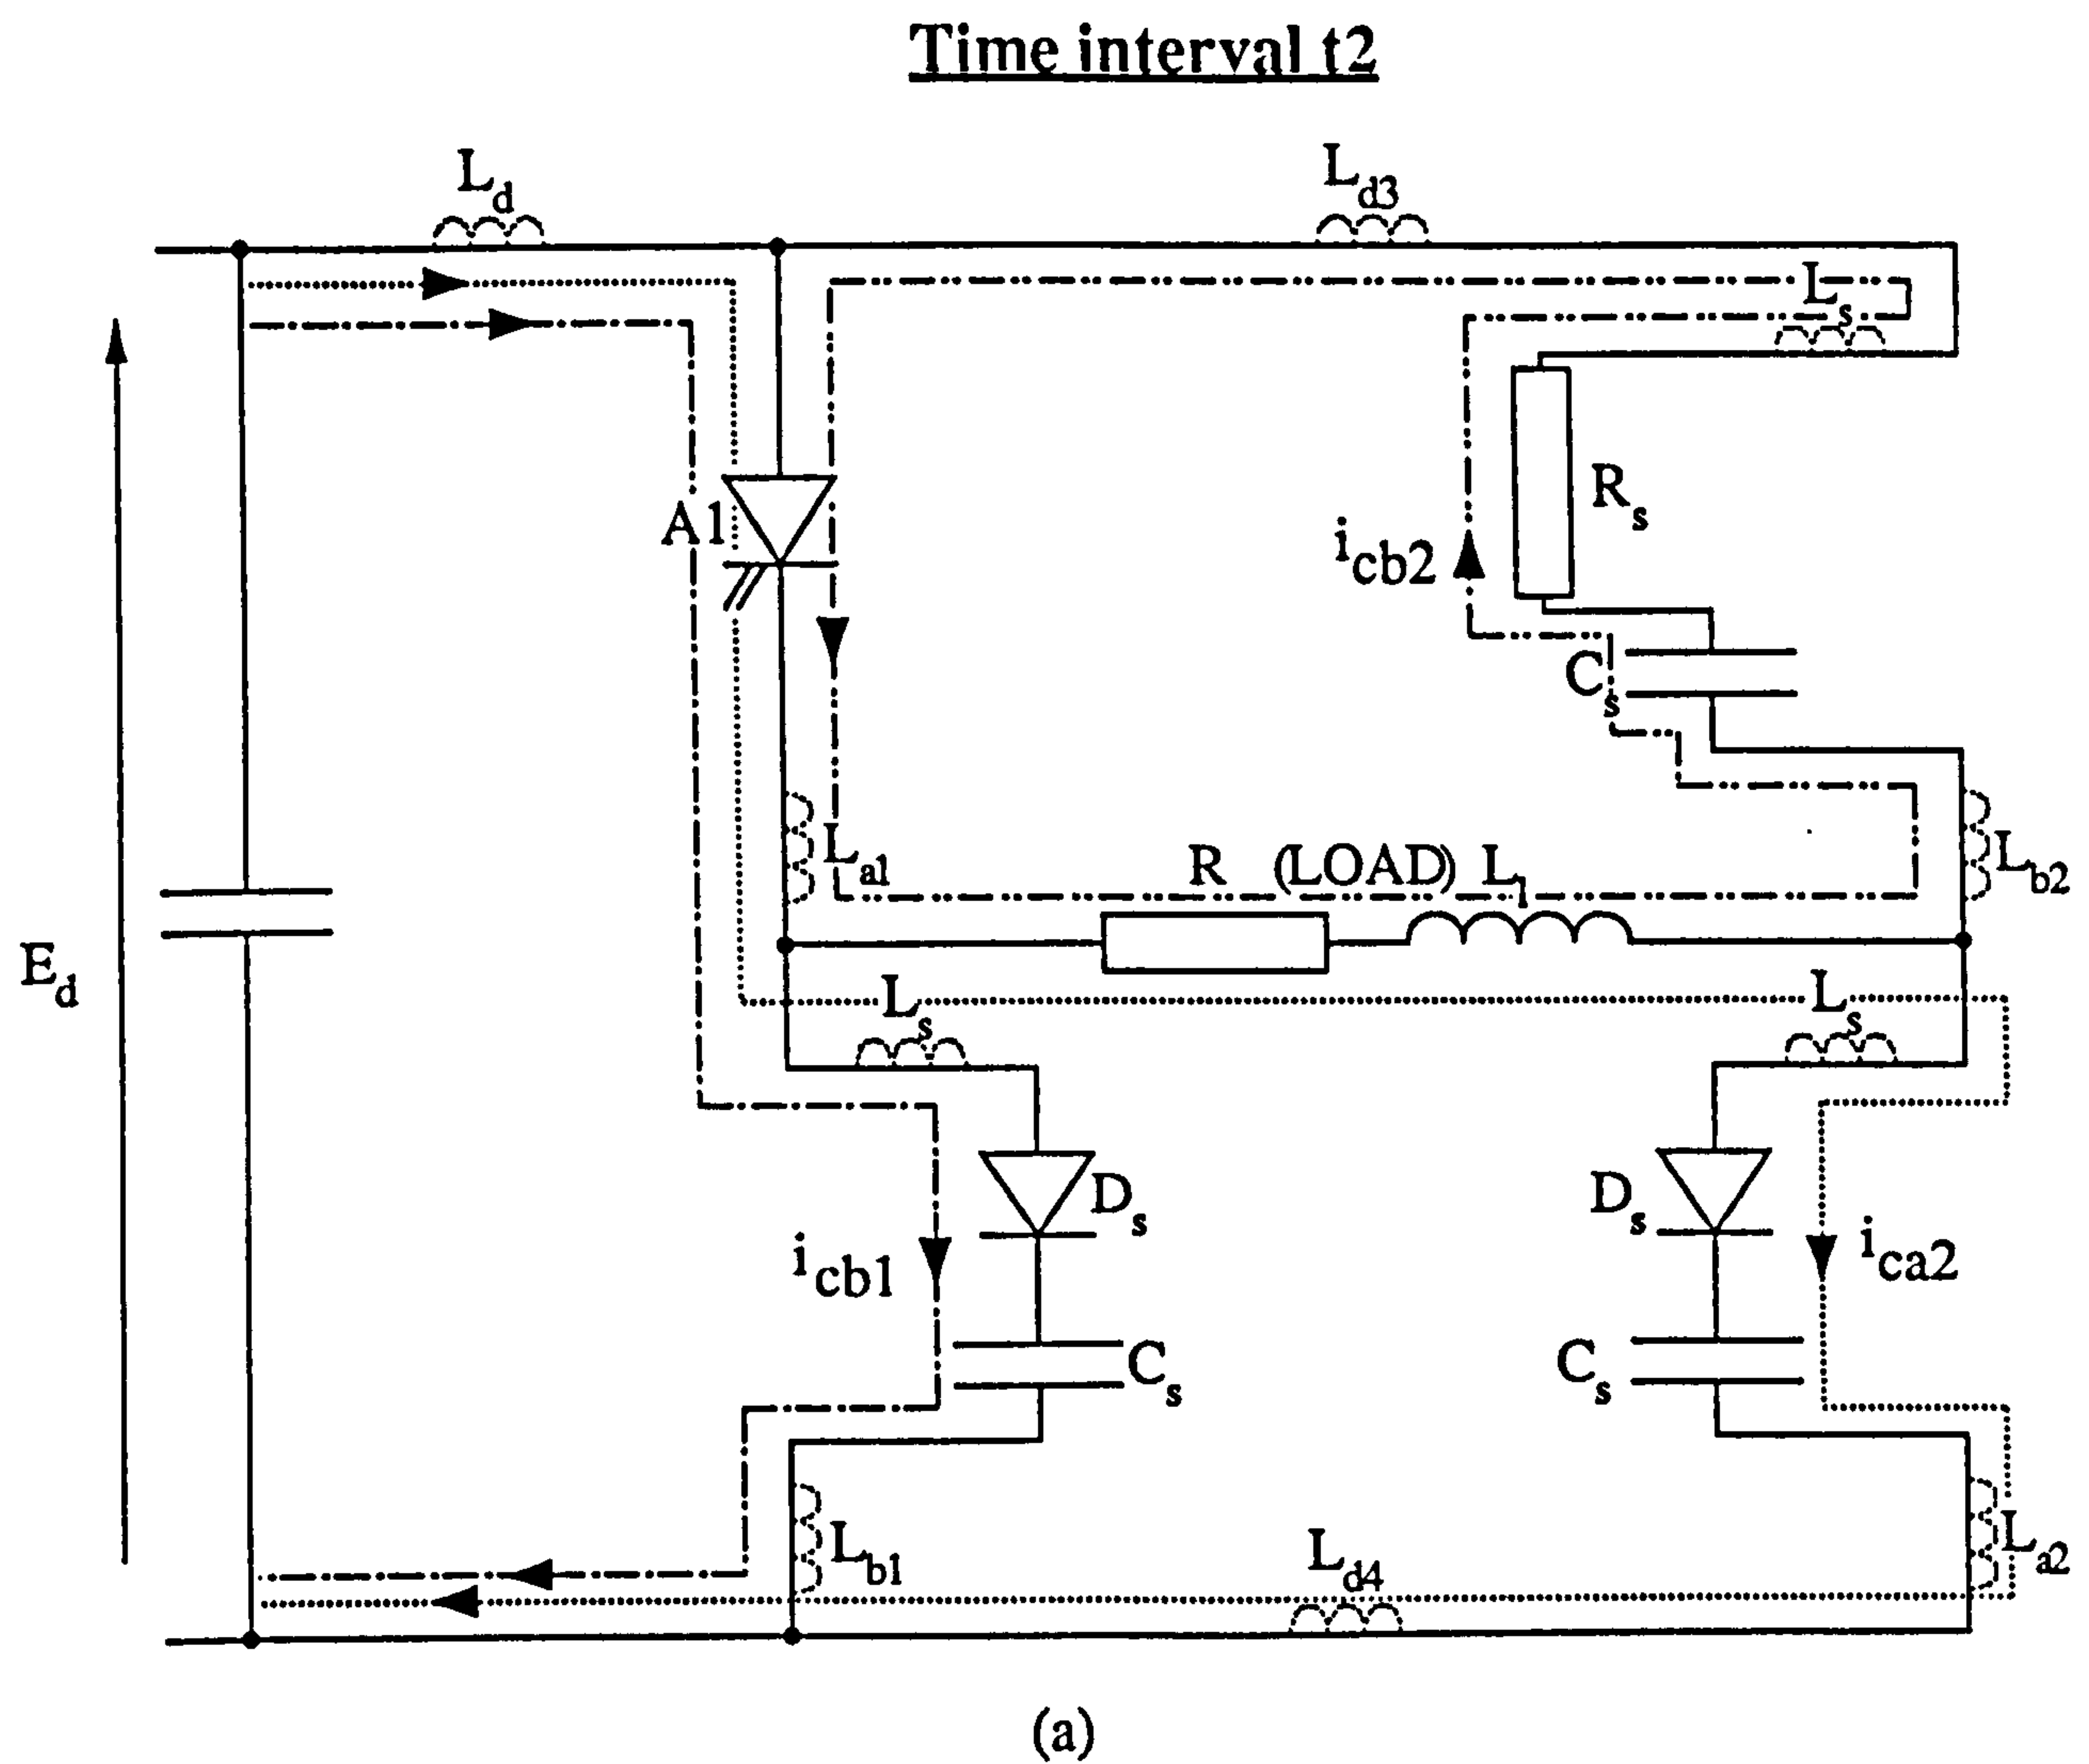 Time interval t2
L_d
L_d3
L_s
A1
R_s
i_cb2
C_s
L_a1
R (LOAD) L_l
L_b2
E_d
L_s
L_s
D_s
D_s
i_cb1
i_ca2
C_s
C_s
L_b1
L_d4
L_a2
(a)